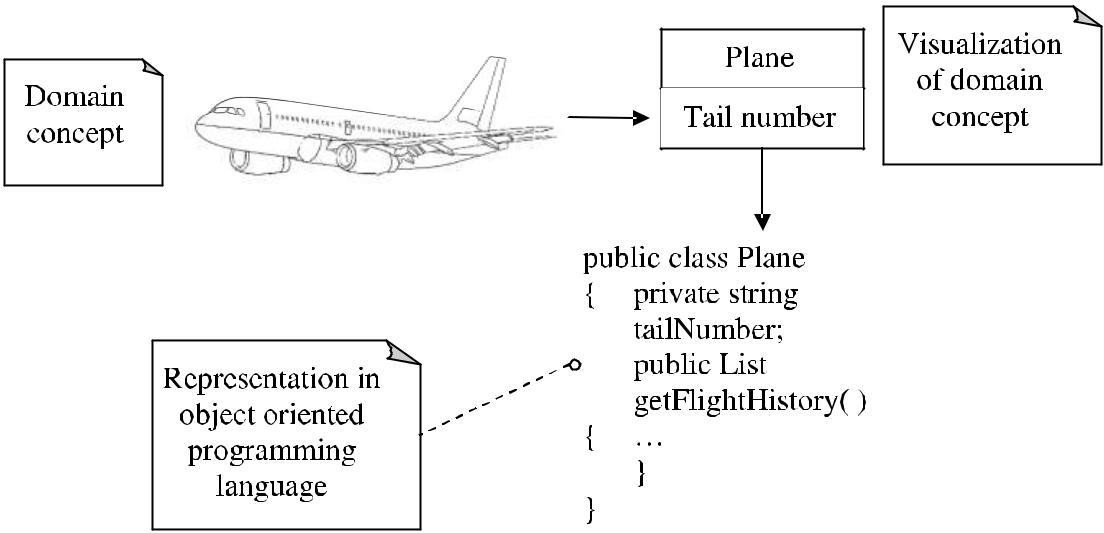 Domain
concept
Plane
Tail number
Visualization
of domain
concept
public class Plane
{ private string
tailNumber;
public List
getFlightHistory( )
{ ...
}
}
Representation in
object oriented
programming
language